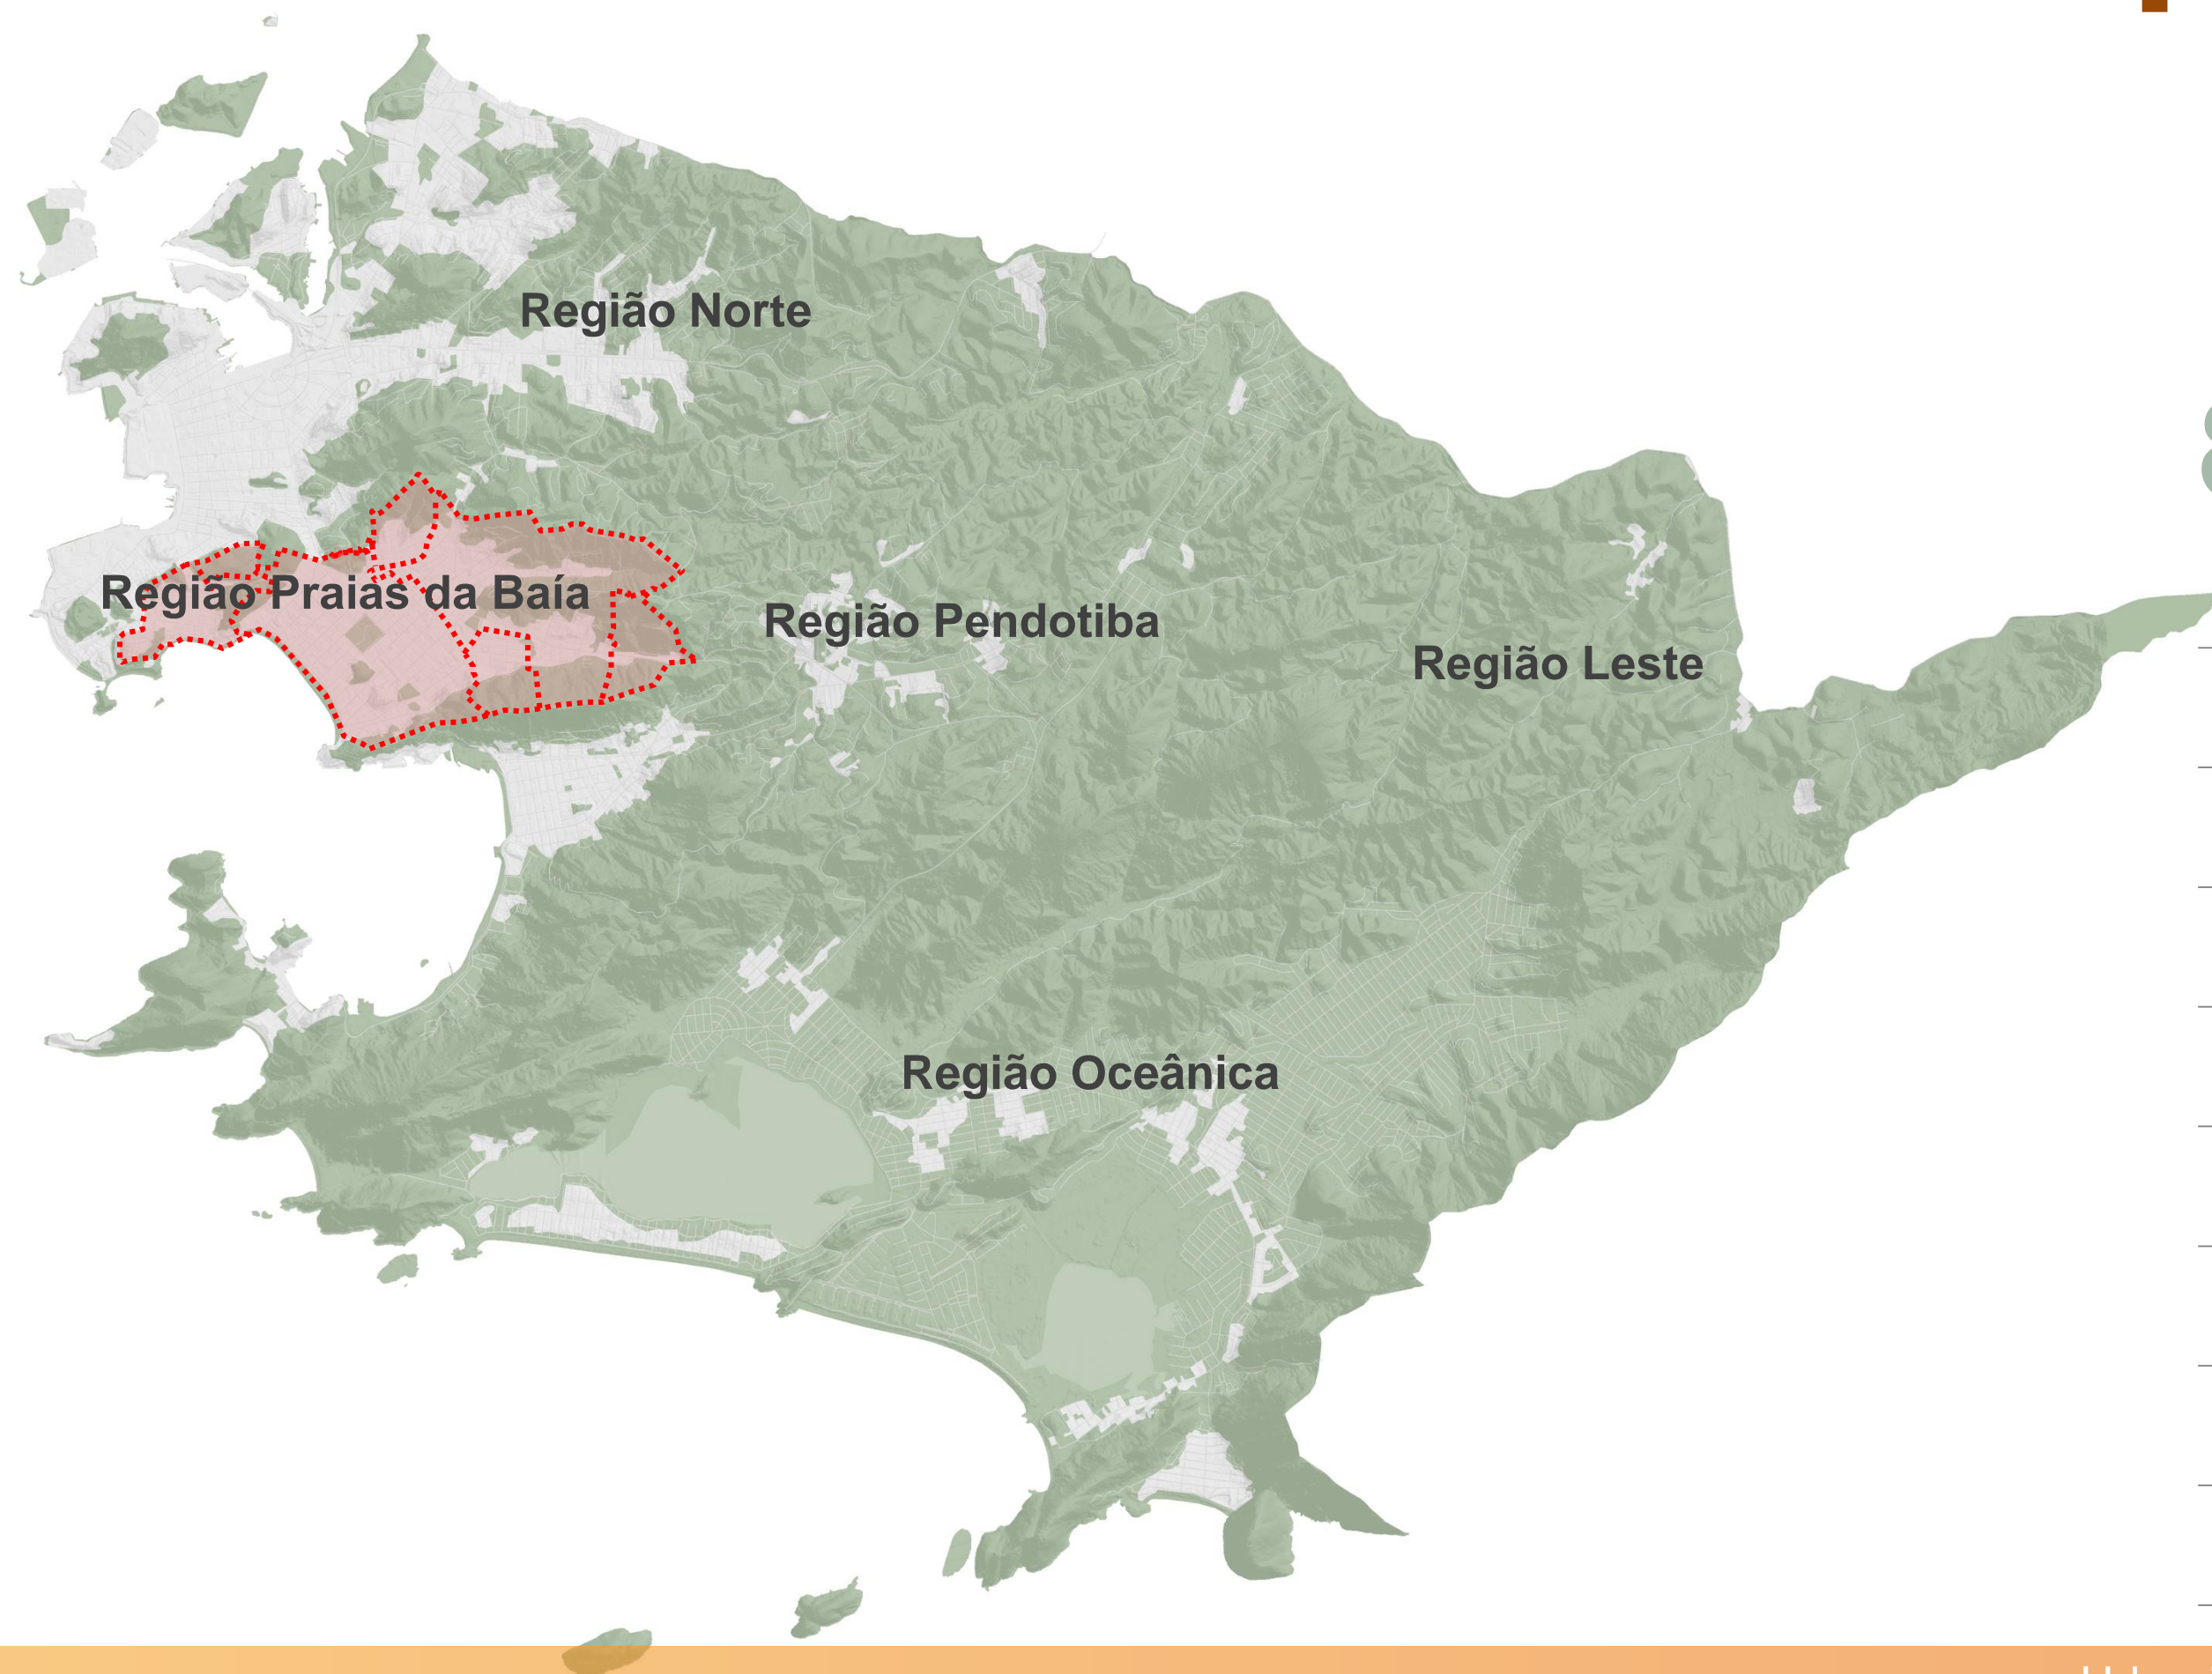 Região Norte
Região Praias da Baía
Região Pendotiba
Região Leste
Região Oceânica